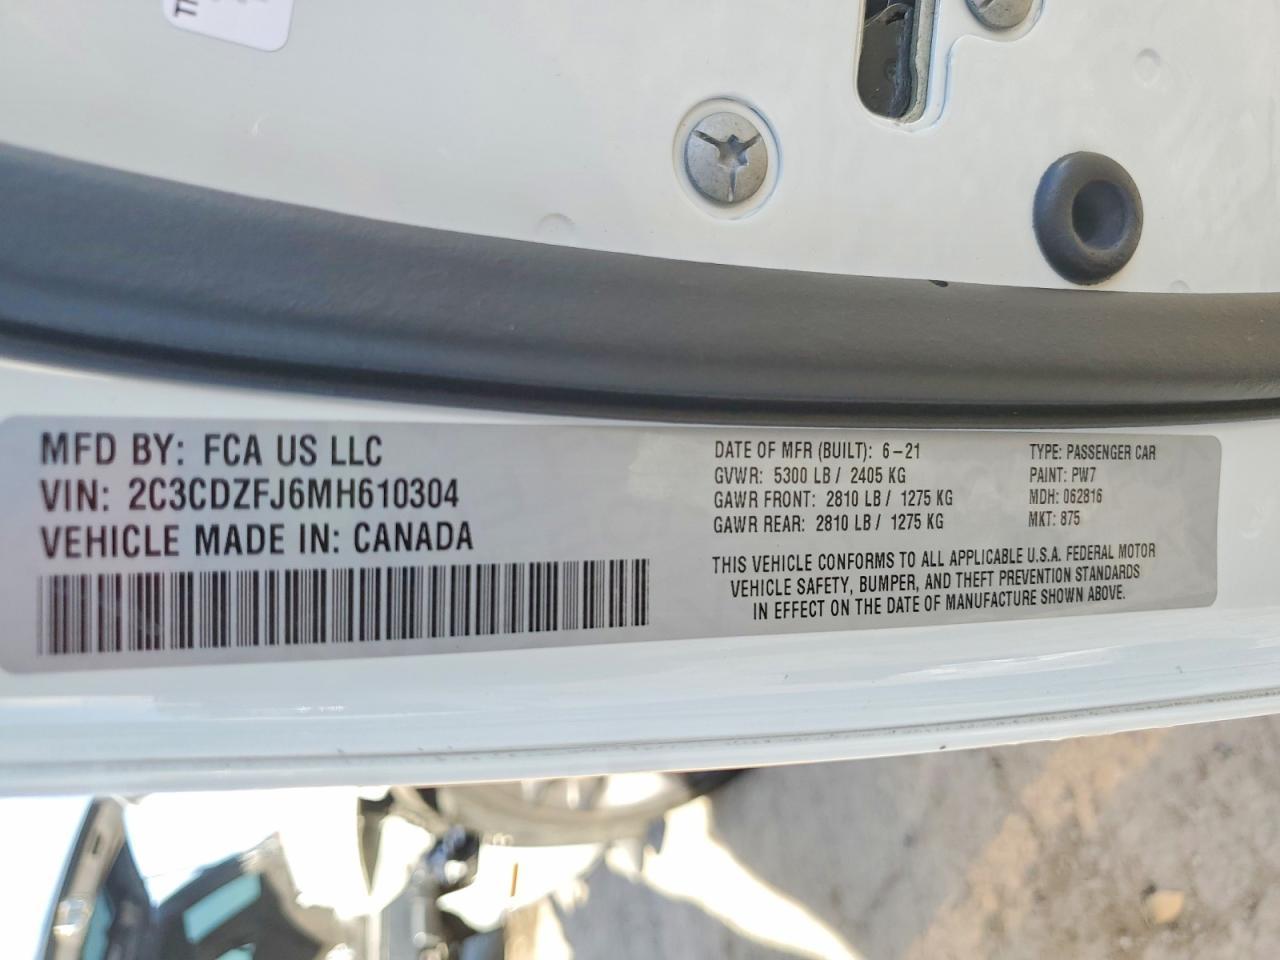 MFD BY: FCA US LLC
VIN: 2C3CDZFJ6MH610304
VEHICLE MADE IN: CANADA
DATE OF MFR (BUILT): 6-21
GVWR: 5300 LB / 2405 KG
GAWR FRONT: 2810 LB / 1275 KG
GAWR REAR: 2810 LB / 1275 KG
TYPE: PASSENGER CAR
PAINT: PW7
MDH: 062816
MKT: 875
THIS VEHICLE CONFORMS TO ALL APPLICABLE U.S.A. FEDERAL MOTOR
VEHICLE SAFETY, BUMPER, AND THEFT PREVENTION STANDARDS
IN EFFECT ON THE DATE OF MANUFACTURE SHOWN ABOVE.